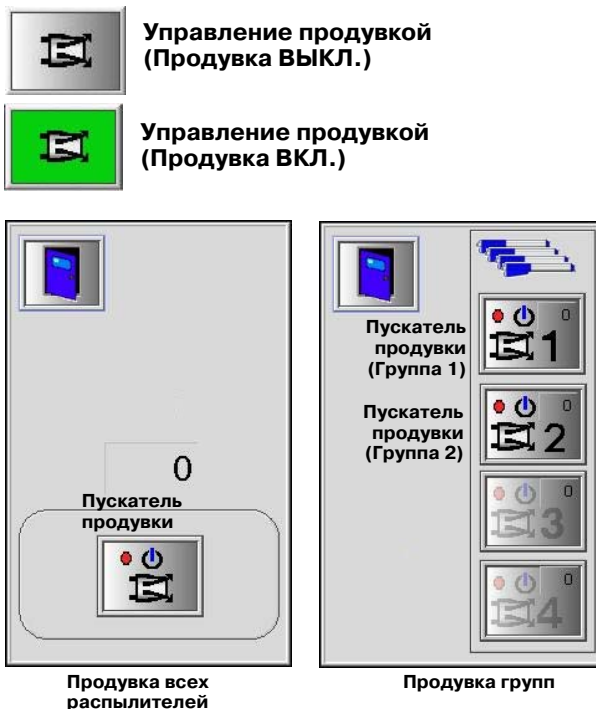 Управление продувкой
(Продувка ВЫКЛ.)
Управление продувкой
(Продувка ВКЛ.)
0
Пускатель
продувки
Продувка всех
распылителей
Пускатель
продувки
(Группа 1)
0
1
Пускатель
продувки
(Группа 2)
0
2
0
3
0
4
Продувка групп